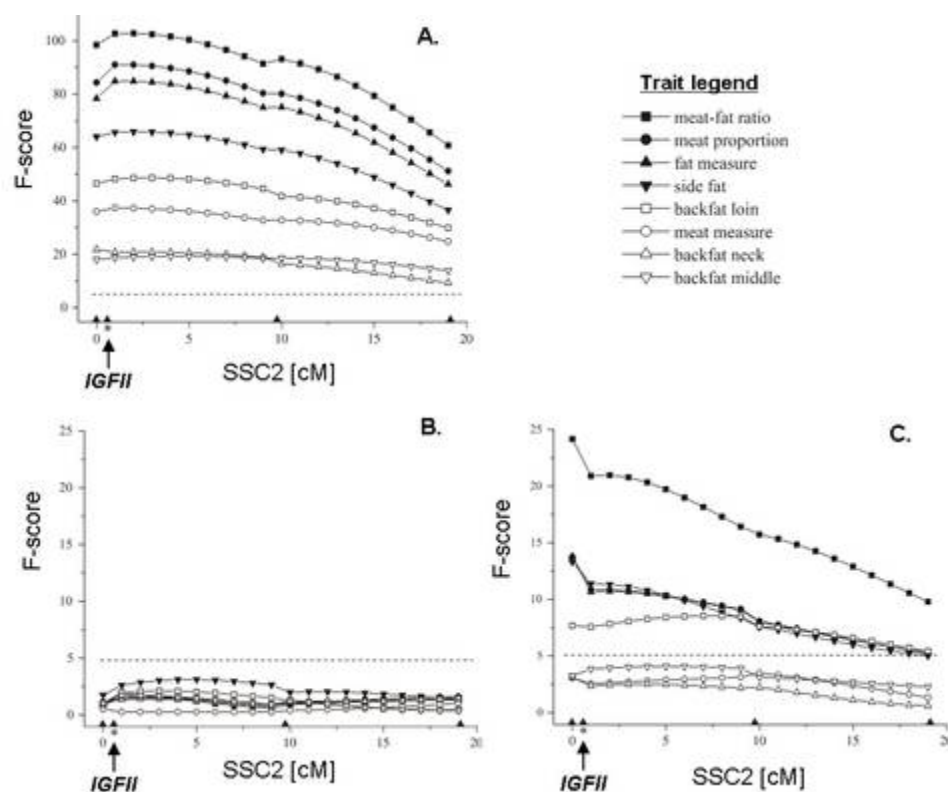 A.
100
80
60
40
20
0
F-score
0
5
10
15
20
*
IGFII
SSC2 [cM]
Trait legend
meat-fat ratio
meat proportion
fat measure
side fat
backfat loin
meat measure
backfat neck
backfat middle
B.
25
20
15
10
5
0
F-score
0
5
10
15
20
*
IGFII
SSC2 [cM]
C.
25
20
15
10
5
0
F-score
0
5
10
15
20
*
IGFII
SSC2 [cM]